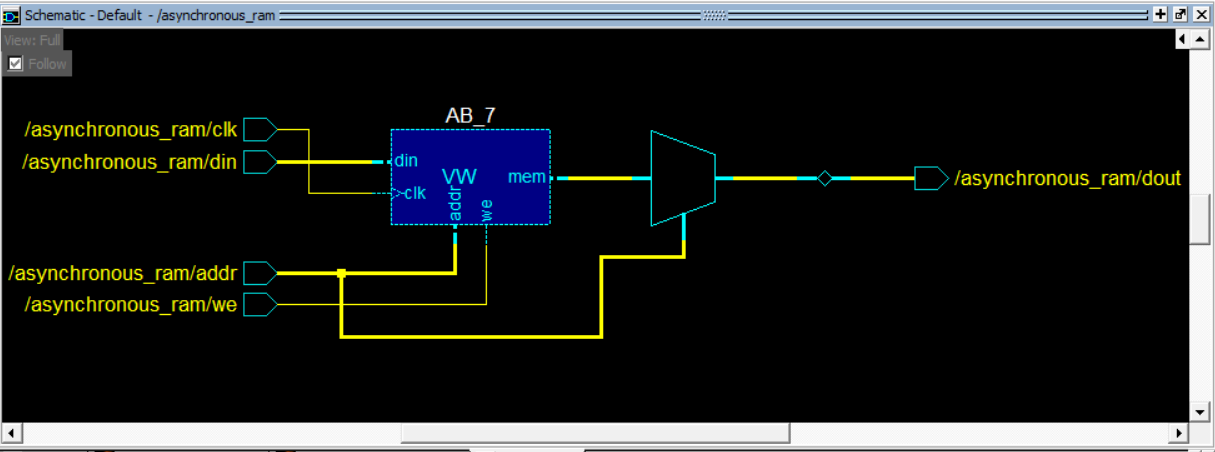 Schematic - Default - /asynchronous_ram
View: Full
Follow
AB_7
/asynchronous_ram/clk
/asynchronous_ram/din
din
VW
mem
clk
addr
we
/asynchronous_ram/dout
/asynchronous_ram/addr
/asynchronous_ram/we